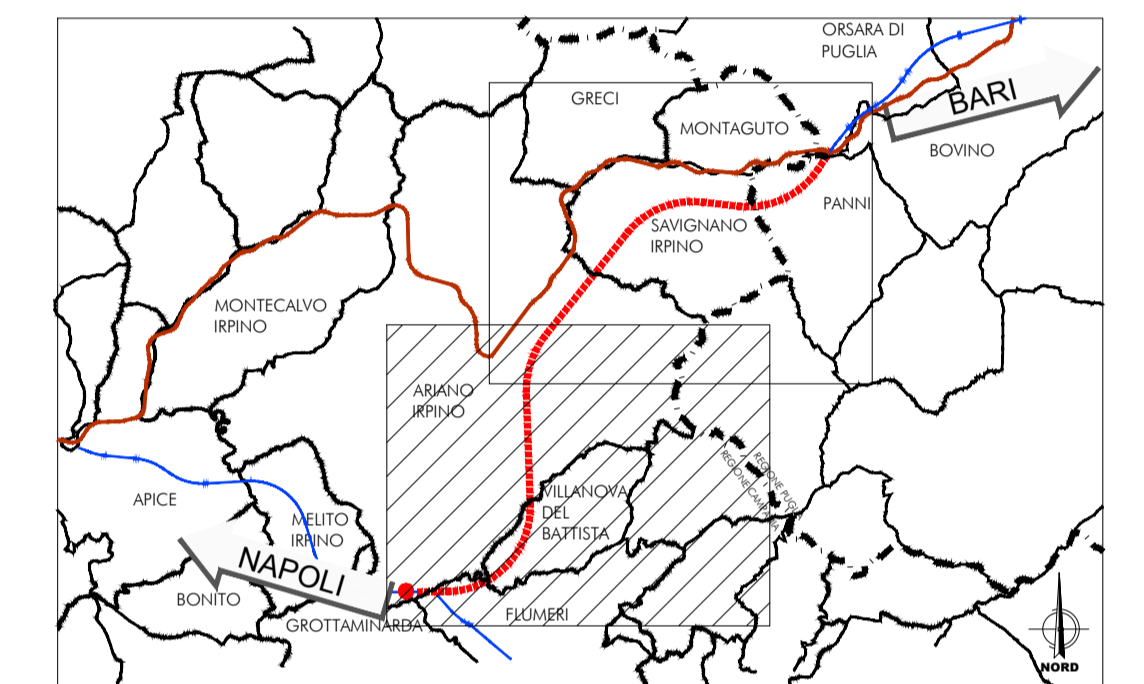 ORSARA DI
PUGLIA
GRECI
BARI
MONTAGUTO
BOVINO
PANNI
SAVIGNANO
IRPINO
MONTECALVO
IRPINO
ARIANO
IRPINO
REGIONE PUGLIA
REGIONE CAMPANIA
APICE
VILLANOVA
DEL
BATTISTA
MELITO
IRPINO
NAPOLI
BONITO
GROTTAMINARDA
FLUMERI
NORD